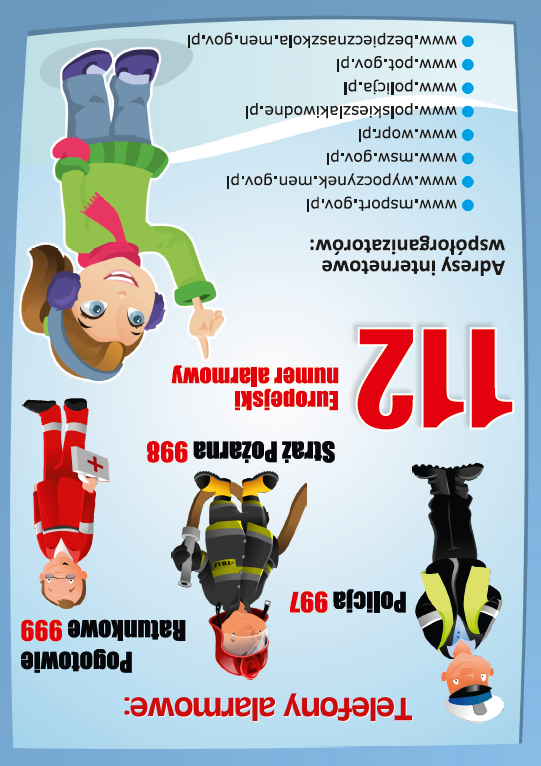 Telefony alarmowe:
Policja 997
Pogotowie
Ratunkowe 999
STRAŻ
Straż Pożarna 998
112
Europejski
numer alarmowy
Adresy internetowe
współorganizatorów:
www.msport.gov.pl
www.wypoczynek.men.gov.pl
www.msw.gov.pl
www.wopr.pl
www.polskieszlakiwodne.pl
www.policja.pl
www.pot.gov.pl
www.bezpiecznaszkola.men.gov.pl